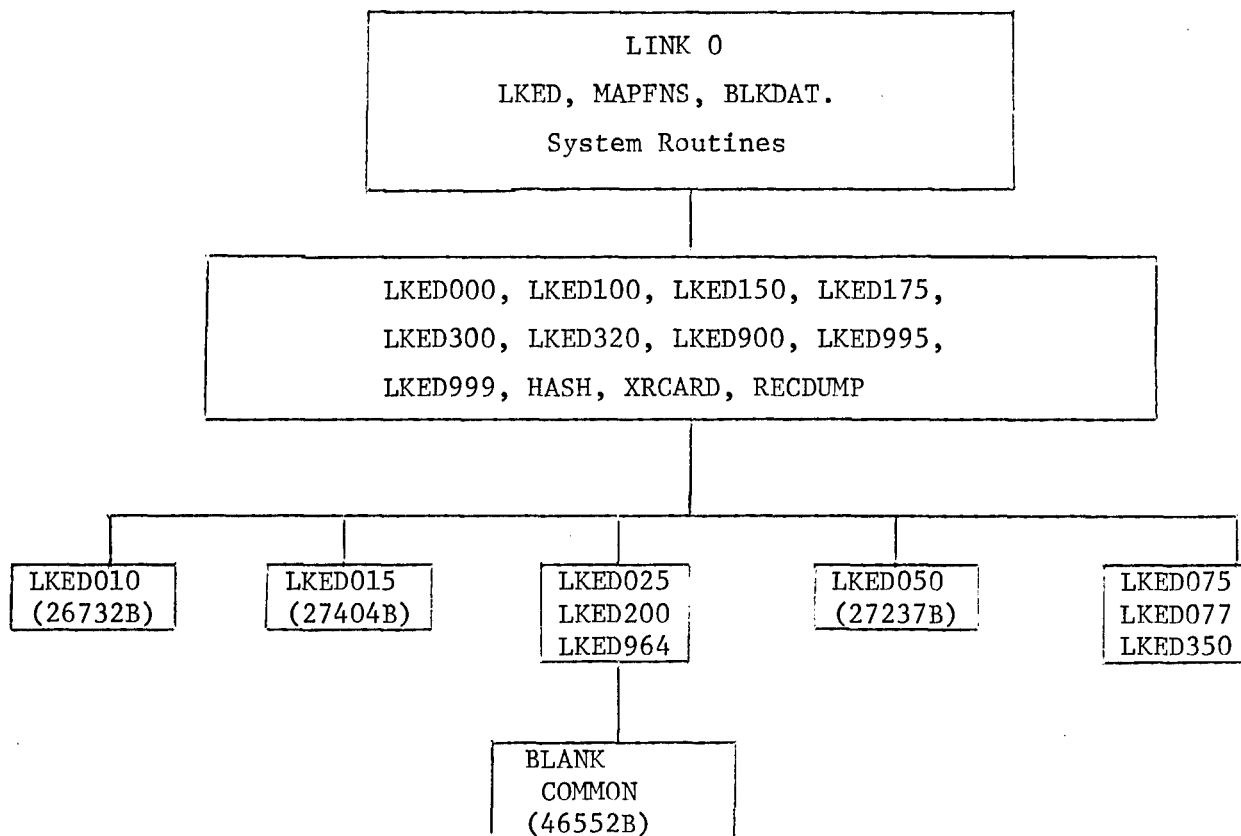 LINK 0
LKED, MAPFNS, BLKDAT.
System Routines
LKED000, LKED100, LKED150, LKED175,
LKED300, LKED320, LKED900, LKED995,
LKED999, HASH, XRCARD, RECDUMP
LKED010
(26732B)
LKED015
(27404B)
LKED025
LKED200
LKED964
LKED050
(27237B)
LKED075
LKED077
LKED350
BLANK
COMMON
(46552B)